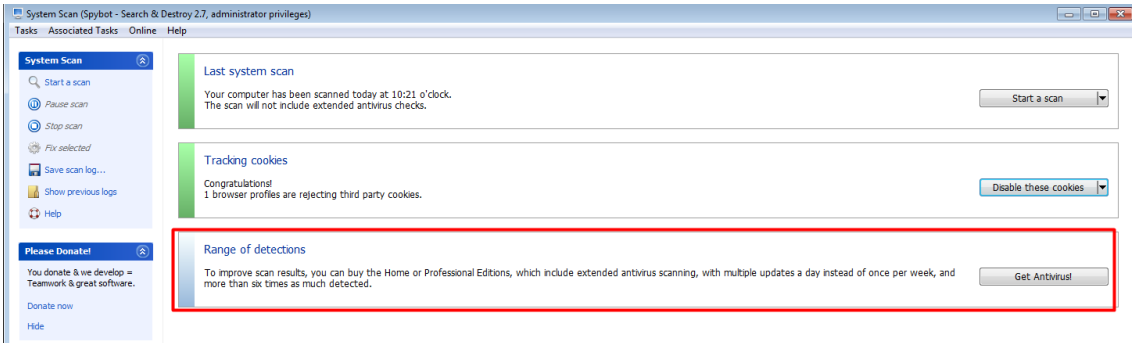 System Scan (Spybot - Search & Destroy 2.7, administrator privileges)
Tasks Associated Tasks Online Help
System Scan
Start a scan
Pause scan
Stop scan
Fix selected
Save scan log...
Show previous logs
Help
Please Donate!
You donate & we develop =
Teamwork & great software.
Donate now
Hide
Last system scan
Your computer has been scanned today at 10:21 o'clock.
The scan will not include extended antivirus checks.
Start a scan
Tracking cookies
Congratulations!
1 browser profiles are rejecting third party cookies.
Disable these cookies
Range of detections
To improve scan results, you can buy the Home or Professional Editions, which include extended antivirus scanning, with multiple updates a day instead of once per week, and
more than six times as much detected.
Get Antivirus!